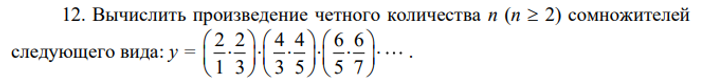 12. Вычислить произведение четного количества n (n ≥ 2) сомножителей
следующего вида: y = (2/1 · 2/3) · (4/3 · 4/5) · (6/5 · 6/7) · ⋯ .